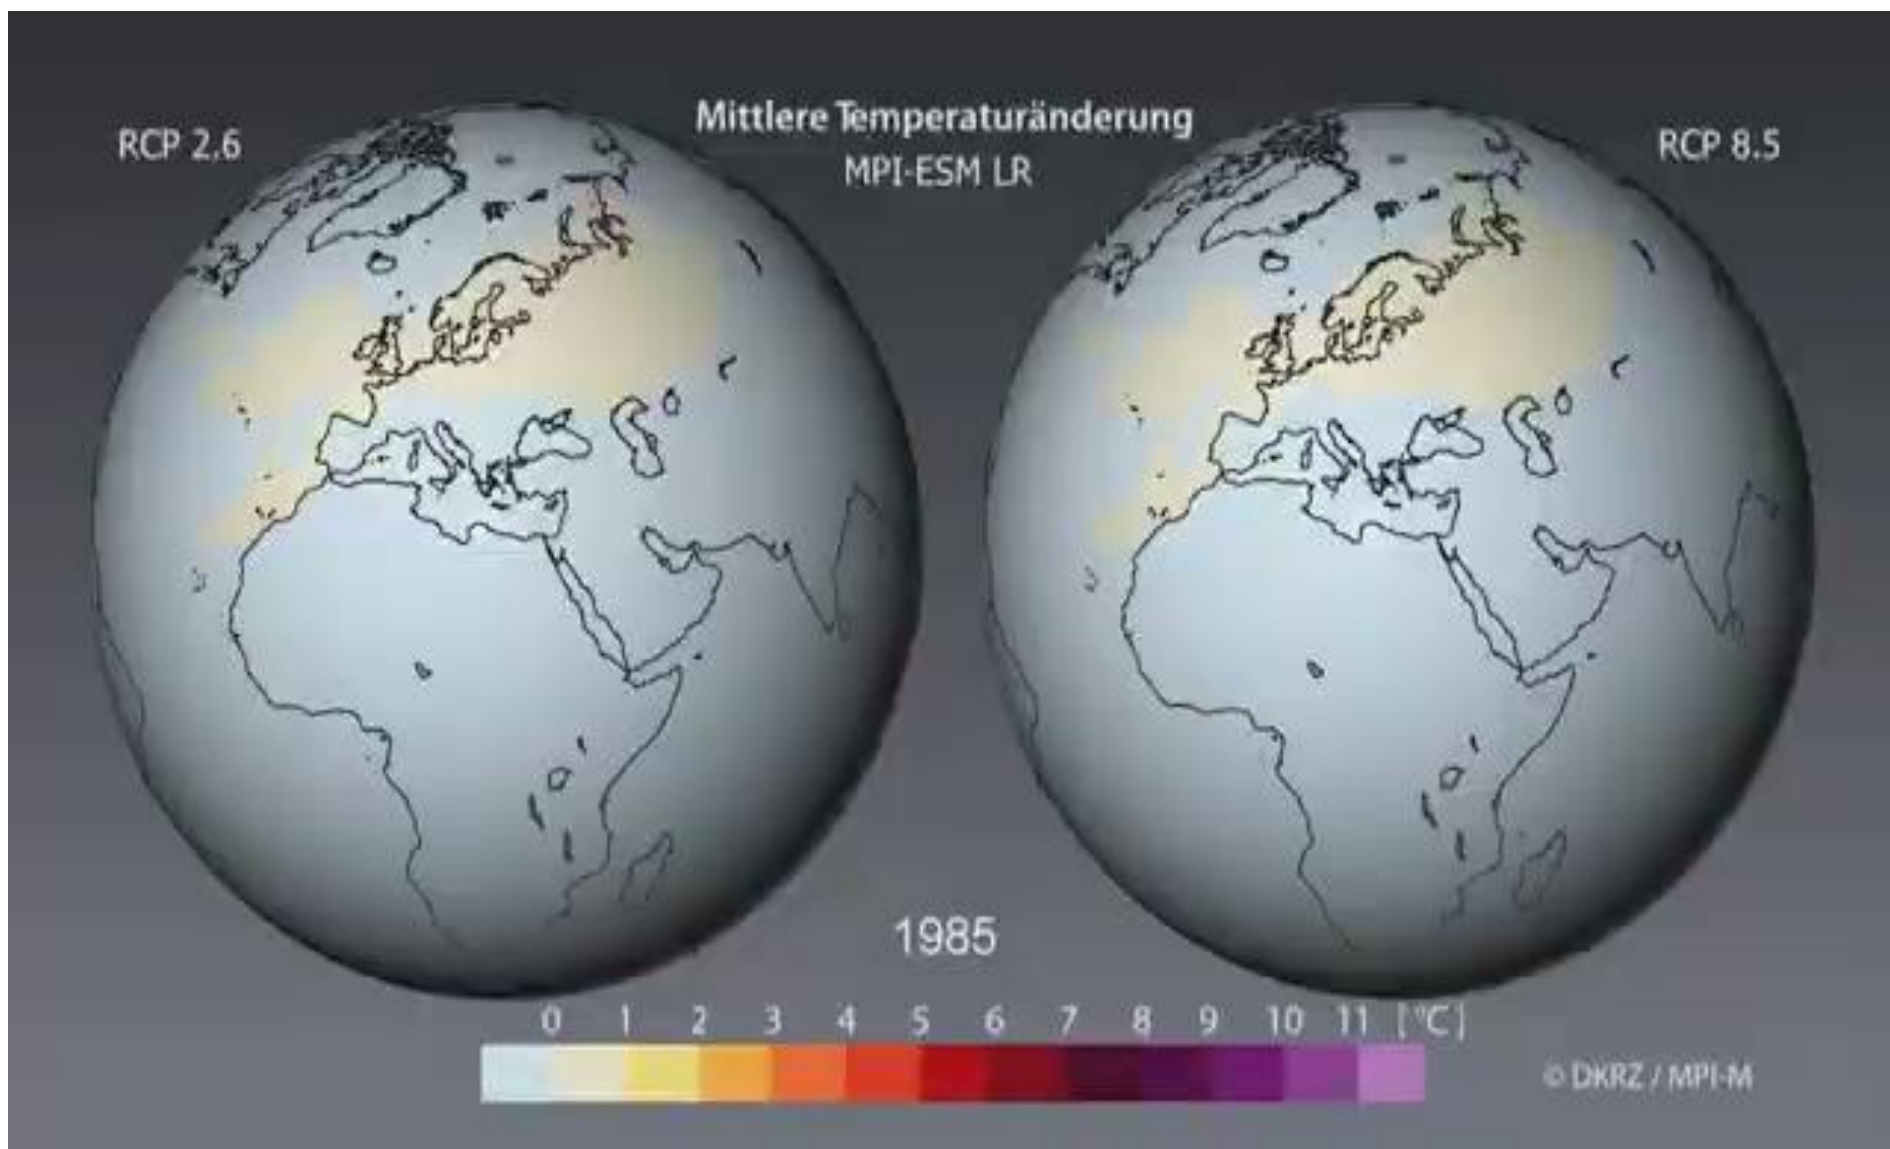 RCP 2.6
Mittlere Temperaturänderung
MPI-ESM LR
RCP 8.5
1985
0 1 2 3 4 5 6 7 8 9 10 11 [°C]
© DKRZ / MPI-M